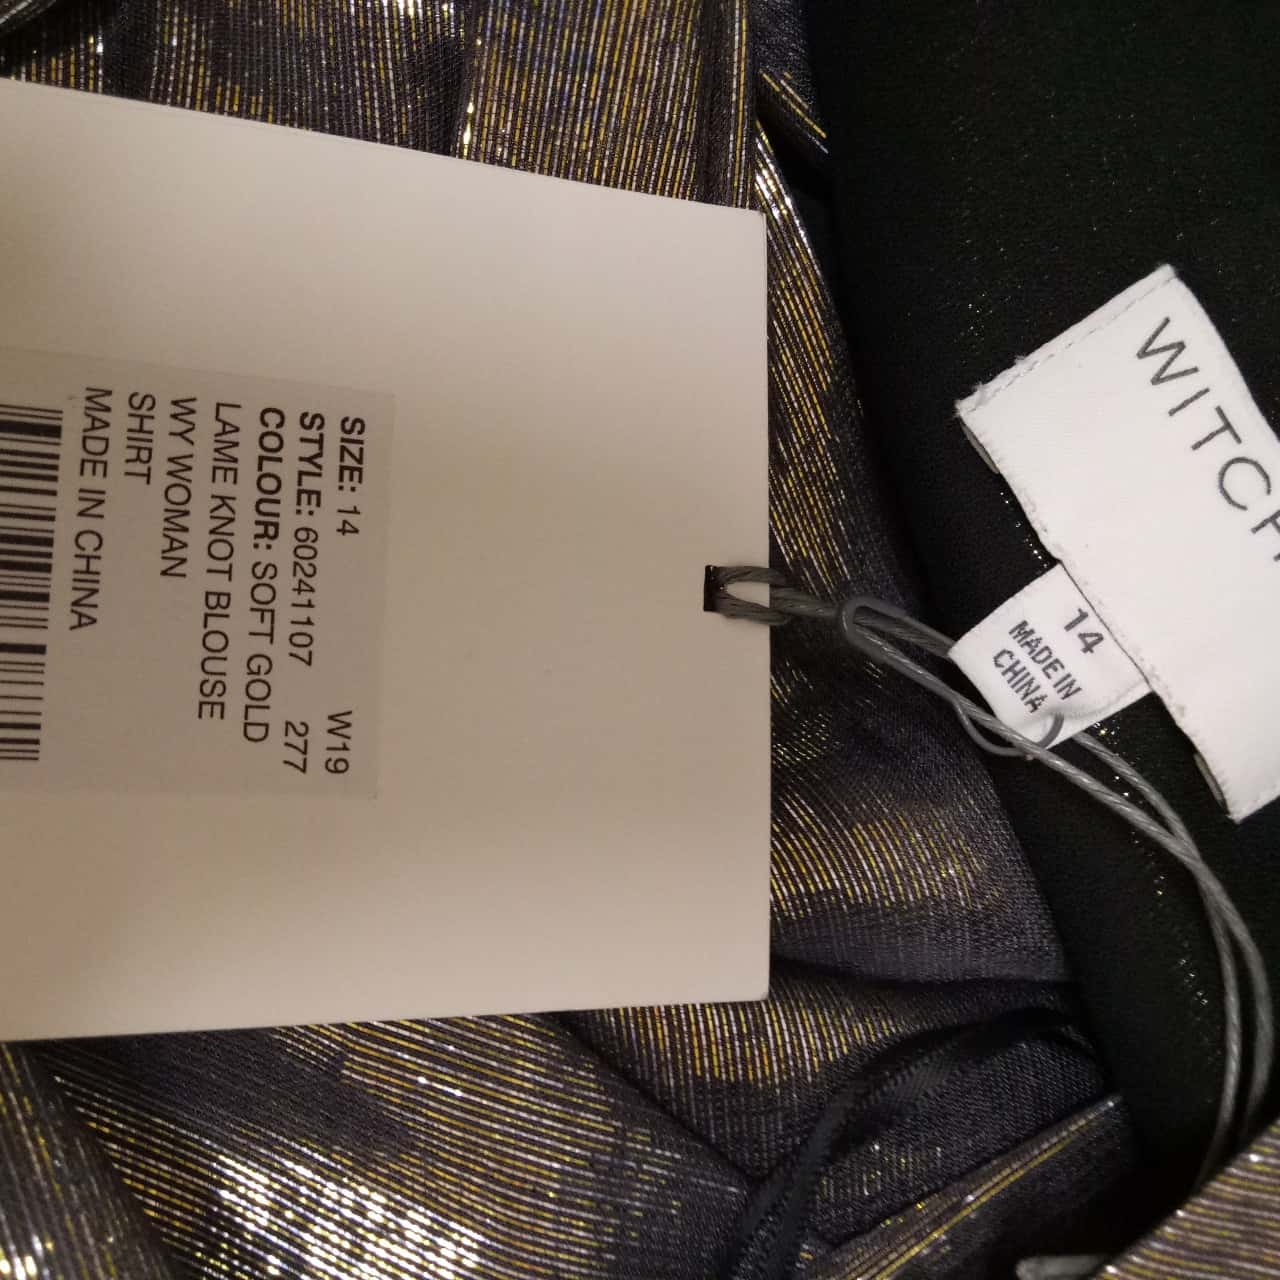 SIZE: 14 W19
STYLE: 60241107 277
COLOUR: SOFT GOLD
LAME KNOT BLOUSE
WY WOMAN
SHIRT
MADE IN CHINA
WITCH
14
MADE IN
CHINA